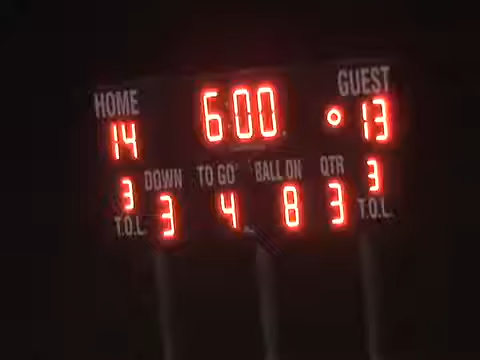 HOME 6:00 GUEST
14 13
DOWN TO GO BALL ON QTR
3 3 4 8 3 3
T.O.L. T.O.L.